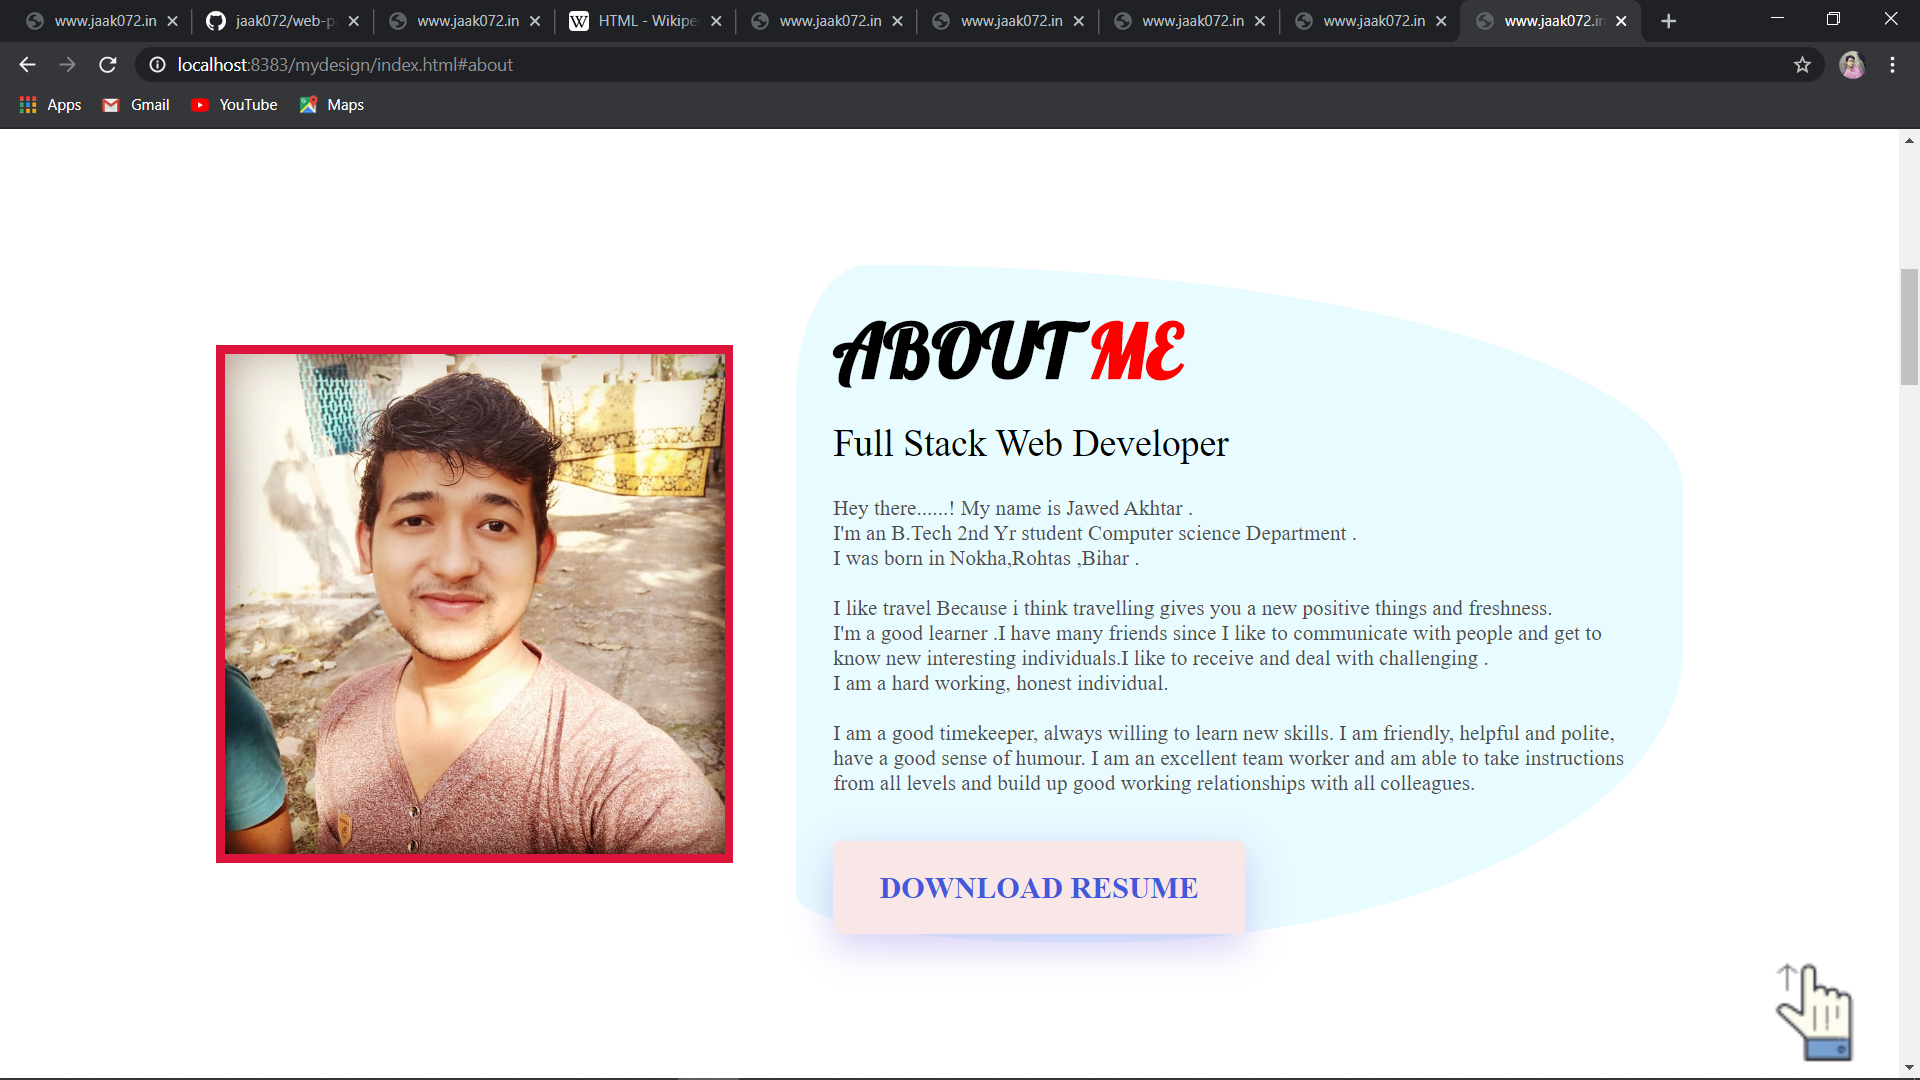 www.jaak072.in
jaak072/web-p
www.jaak072.in
W HTML - Wikipe
www.jaak072.in
www.jaak072.in
www.jaak072.in
www.jaak072.in
www.jaak072.in
localhost:8383/mydesign/index.html#about
Apps Gmail YouTube Maps
ABOUT ME
Full Stack Web Developer
Hey there......! My name is Jawed Akhtar .
I'm an B.Tech 2nd Yr student Computer science Department .
I was born in Nokha,Rohtas ,Bihar .
I like travel Because i think travelling gives you a new positive things and freshness.
I'm a good learner .I have many friends since I like to communicate with people and get to
know new interesting individuals.I like to receive and deal with challenging .
I am a hard working, honest individual.
I am a good timekeeper, always willing to learn new skills. I am friendly, helpful and polite,
have a good sense of humour. I am an excellent team worker and am able to take instructions
from all levels and build up good working relationships with all colleagues.
DOWNLOAD RESUME